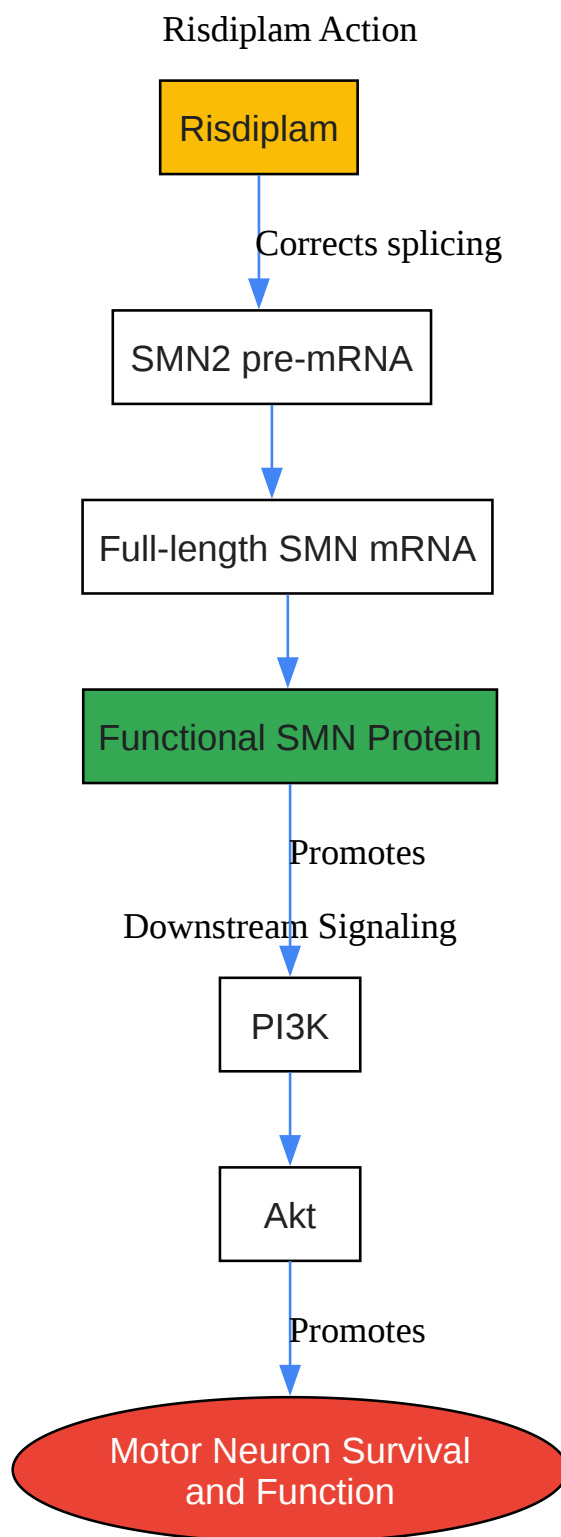 Risdiplam Action
Risdiplam
Corrects splicing
SMN2 pre-mRNA
Full-length SMN mRNA
Functional SMN Protein
Promotes
Downstream Signaling
PI3K
Akt
Promotes
Motor Neuron Survival
and Function